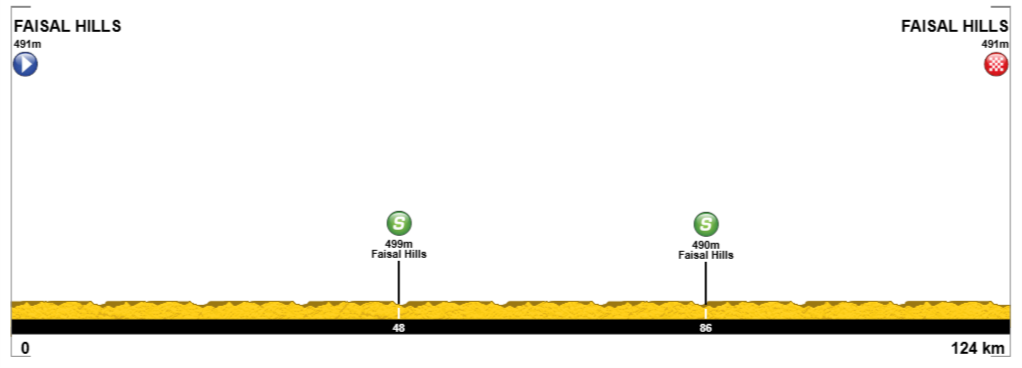 FAISAL HILLS
491m
FAISAL HILLS
491m
S
499m
Faisal Hills
S
490m
Faisal Hills
48
86
0
124 km